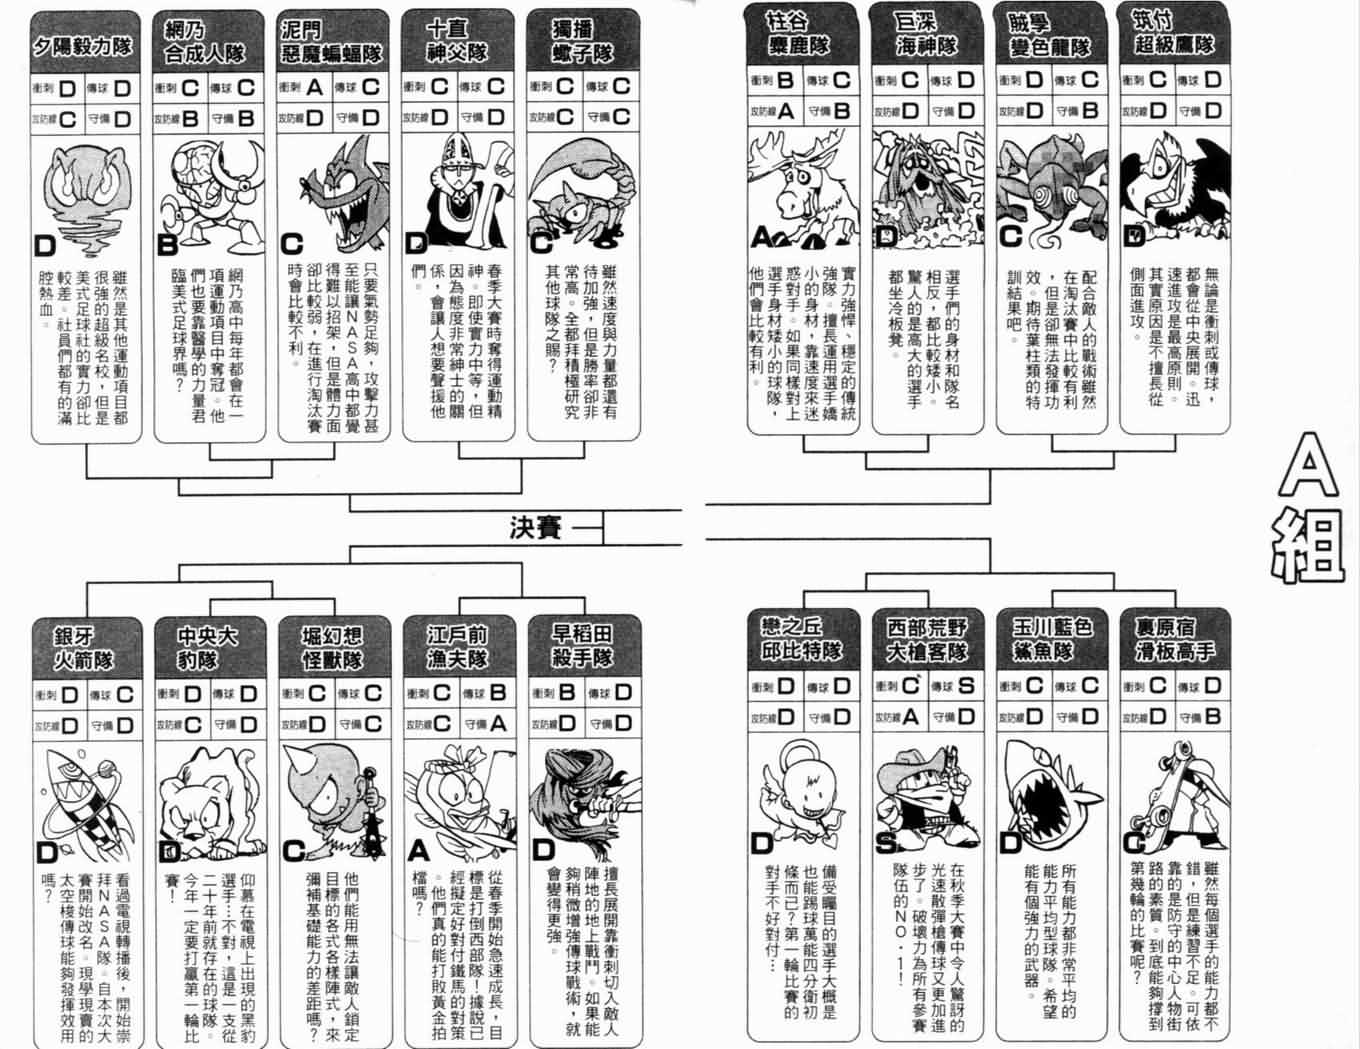 夕陽毅力隊
衝刺 D 傳球 D
攻防線 C 守備 D
D
雖然是其他運動項目都
很強的超級名校，但是
美式足球社的實力卻比
較差。社員們都有的滿
腔熱血。
網乃
合成人隊
衝刺 C 傳球 C
攻防線 B 守備 B
B
網乃高中每年都會在一
項運動項目中奪冠。他
們也要靠醫學的力量君
臨美式足球界嗎？
泥門
惡魔蝙蝠隊
衝刺 A 傳球 C
攻防線 D 守備 D
C
只要氣勢足夠，攻擊力甚
至能讓NASA高中都覺
得難以招架，但是體力面
卻比較弱，在進行淘汰賽
時會比較不利。
十直
神父隊
衝刺 C 傳球 C
攻防線 D 守備 D
D
春季大賽時奪得運動精
神。即使實力中等，但
因為態度非常紳士的關
係，會讓人想要聲援他
們。
獨播
蠍子隊
衝刺 C 傳球 C
攻防線 C 守備 C
C
雖然速度與力量都還有
待加強，但是勝率卻非
常高。全都拜積極研究
其他球隊之賜？
柱谷
麋鹿隊
衝刺 B 傳球 C
攻防線 A 守備 B
A
實力強悍、穩定的傳統
強隊。擅長運用選手嬌
小的身材，靠速度來迷
惑對手。如果同樣對上
選手身材矮小的球隊，
他們會比較有利。
巨深
海神隊
衝刺 C 傳球 D
攻防線 D 守備 D
D
選手們的身材和隊名
相反，都比較矮小。
驚人的是高大的選手
都坐冷板凳。
賊學
變色龍隊
衝刺 D 傳球 C
攻防線 C 守備 B
C
配合敵人的戰術雖然
在淘汰賽中比較有利
，但是卻無法發揮功
效。期待葉柱類的特
訓結果吧。
筑付
超級鷹隊
衝刺 C 傳球 D
攻防線 D 守備 D
D
無論是衝刺或傳球，
都會從中央展開。迅
速進攻是最高原則。
其實原因是不擅長從
側面進攻。
A組
決賽
銀牙
火箭隊
衝刺 D 傳球 C
攻防線 D 守備 D
D
看過電視轉播後，開始崇
拜NASA隊。自本次大
賽開始改名。現學現賣的
太空梭傳球能夠發揮效用
嗎？
中央大
豹隊
衝刺 D 傳球 D
攻防線 C 守備 D
D
仰慕在電視上出現的黑豹
選手…不對，這是一支從
二十年前就存在的球隊。
今年一定要打贏第一輪比
賽！
堀幻想
怪獸隊
衝刺 C 傳球 C
攻防線 D 守備 C
C
他們能用無法讓敵人鎖定
目標的各式各樣陣式，來
彌補基礎能力的差距嗎？
江戶前
漁夫隊
衝刺 C 傳球 B
攻防線 C 守備 A
A
從春季開始急速成長，目
標是打倒西部隊！據說已
經擬定好對付鐵馬的對策
。他們真的能打敗黃金拍
檔嗎？
早稻田
殺手隊
衝刺 B 傳球 D
攻防線 D 守備 D
D
擅長展開靠衝刺切入敵人
陣地的地上戰鬥。如果能
夠稍微增強傳球戰術，就
會變得更強。
戀之丘
邱比特隊
衝刺 D 傳球 D
攻防線 D 守備 D
D
備受矚目的選手大概是
也能踢球萬能四分衛初
條而已？第一輪比賽的
對手不好對付…
西部荒野
大槍客隊
衝刺 C 傳球 S
攻防線 A 守備 D
S
在秋季大賽中令人驚訝的
光速散彈槍傳球又更加進
步了。破壞力為所有參賽
隊伍的NO.1！
玉川藍色
鯊魚隊
衝刺 C 傳球 C
攻防線 D 守備 D
D
所有能力都非常平均的
能力平均型球隊。希望
能有個強力的武器。
裏原宿
滑板高手
衝刺 C 傳球 D
攻防線 D 守備 B
C
雖然每個選手的能力都不
錯，但是練習不足。可依
靠的是防守的中心人物街
路的素質。到底能夠撐到
第幾輪的比賽呢？